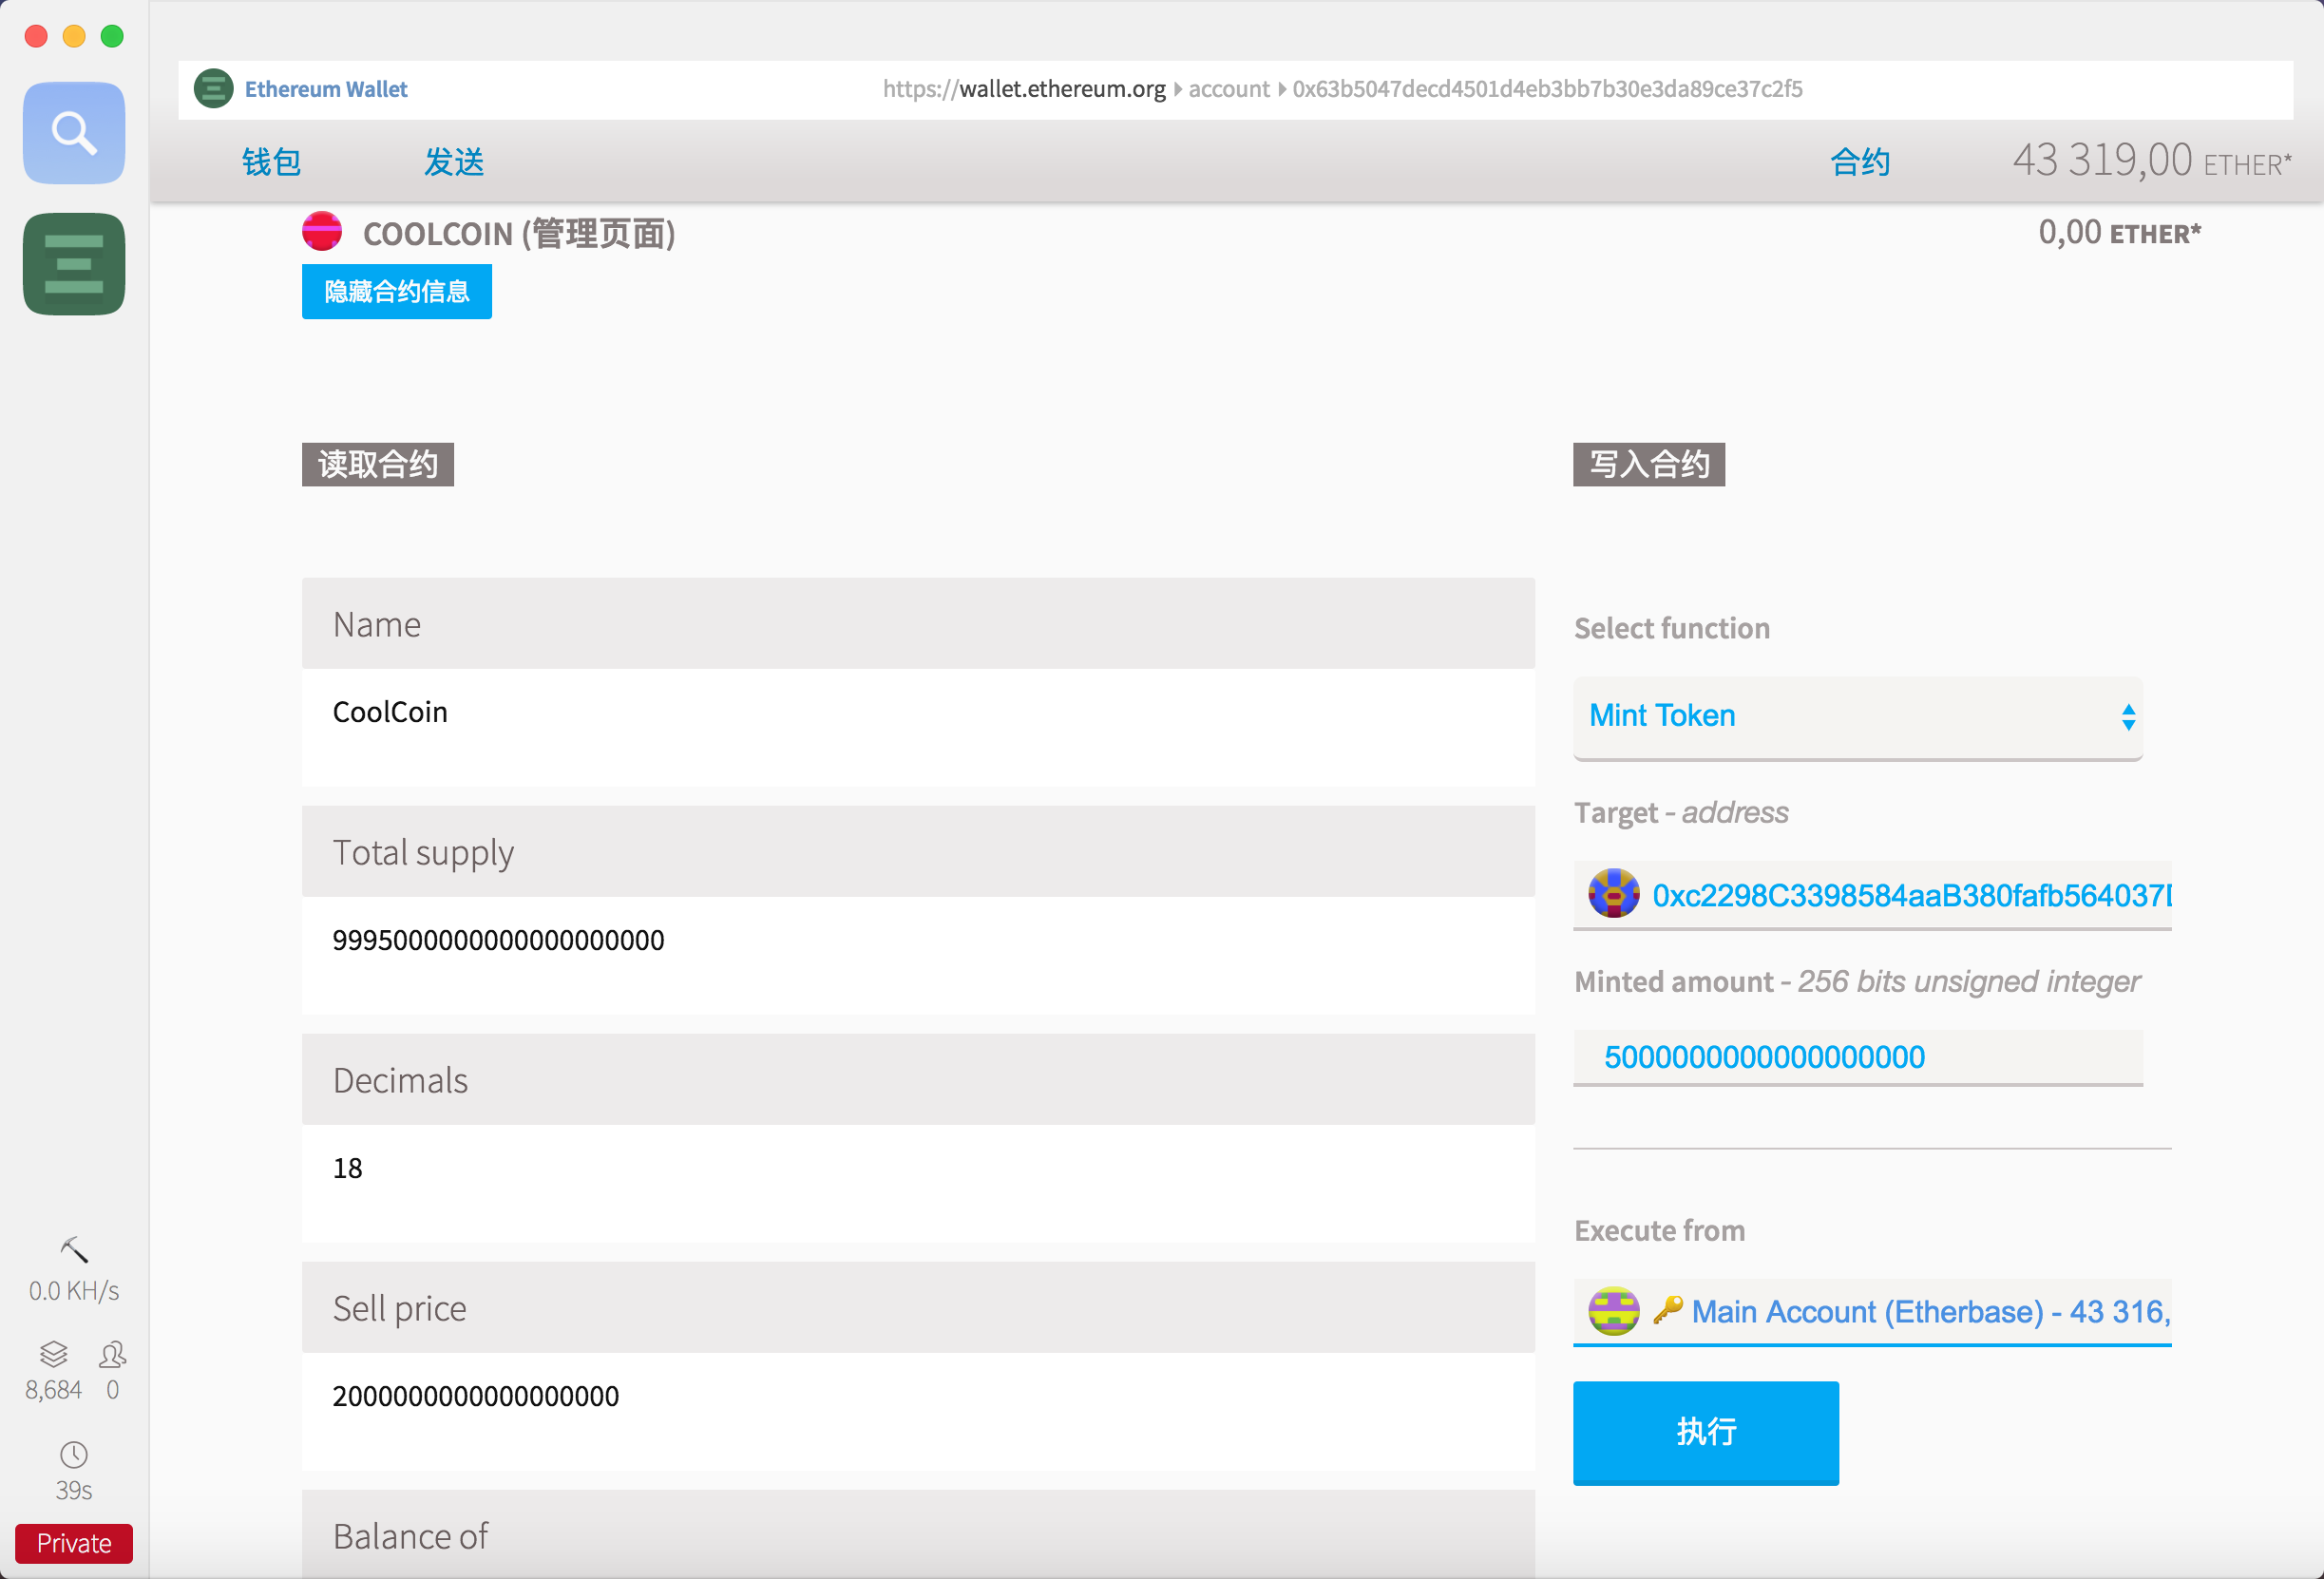 Ethereum Wallet
https://wallet.ethereum.org account 0x63b5047decd4501d4eb3bb7b30e3da89ce37c2f5
钱包 发送 合约 43 319,00 ETHER*
COOLCOIN (管理页面) 0,00 ETHER*
隐藏合约信息
读取合约
Name
CoolCoin
Total supply
9995000000000000000000
Decimals
18
Sell price
2000000000000000000
Balance of
写入合约
Select function
Mint Token
Target - address
0xc2298C3398584aaB380fafb564037D
Minted amount - 256 bits unsigned integer
5000000000000000000
Execute from
Main Account (Etherbase) - 43 316,
执行
0.0 KH/s
8,684 0
39s
Private